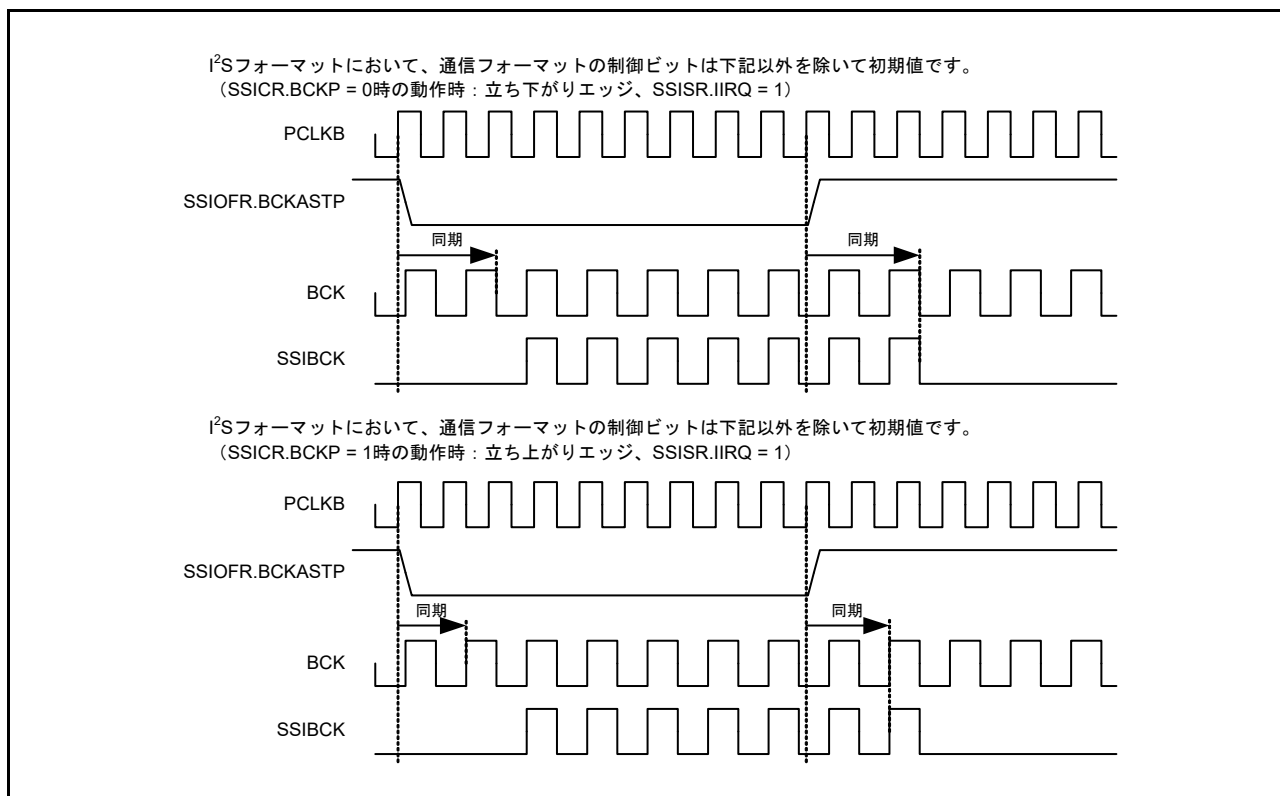 I²Sフォーマットにおいて、通信フォーマットの制御ビットは下記以外を除いて初期値です。
（SSICR.BCKP = 0時の動作時：立ち下がりエッジ、SSISR.IIRQ = 1）
PCLKB
SSIOFR.BCKASTP
同期
同期
BCK
SSIBCK
I²Sフォーマットにおいて、通信フォーマットの制御ビットは下記以外を除いて初期値です。
（SSICR.BCKP = 1時の動作時：立ち上がりエッジ、SSISR.IIRQ = 1）
PCLKB
SSIOFR.BCKASTP
同期
同期
BCK
SSIBCK